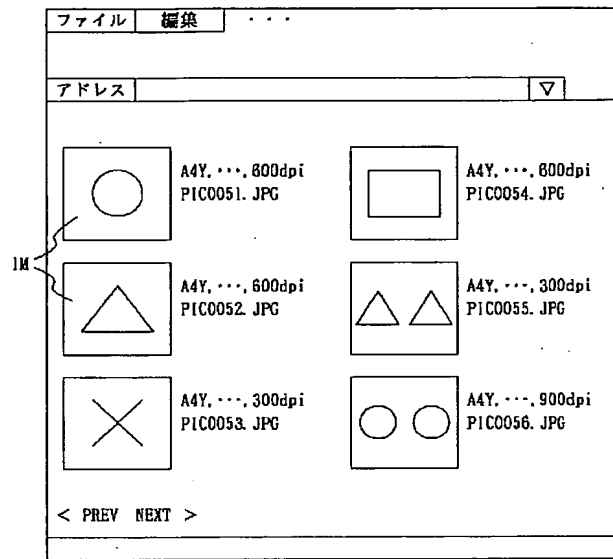 ファイル 編集 ・・・
アドレス ▽
A4Y, ・・・, 600dpi
PIC0051. JPG
A4Y, ・・・, 600dpi
PIC0054. JPG
IM
A4Y, ・・・, 600dpi
PIC0052. JPG
A4Y, ・・・, 300dpi
PIC0055. JPG
A4Y, ・・・, 300dpi
PIC0053. JPG
A4Y, ・・・, 900dpi
PIC0056. JPG
< PREV NEXT >